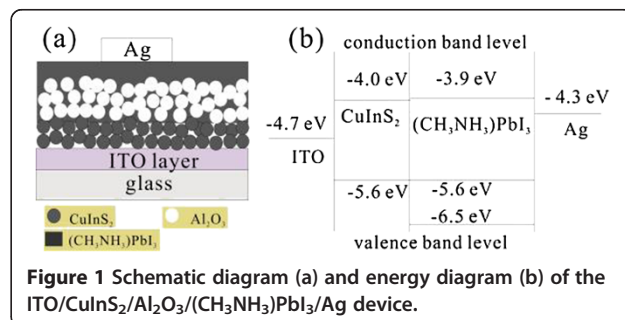 (a)
Ag
ITO layer
glass
CuInS₂
Al₂O₃
(CH₃NH₃)PbI₃
(b)
conduction band level
-4.0 eV
-3.9 eV
-4.3 eV
-4.7 eV
CuInS₂
(CH₃NH₃)PbI₃
Ag
ITO
-5.6 eV
-5.6 eV
-6.5 eV
valence band level
Figure 1 Schematic diagram (a) and energy diagram (b) of the
ITO/CuInS₂/Al₂O₃/(CH₃NH₃)PbI₃/Ag device.